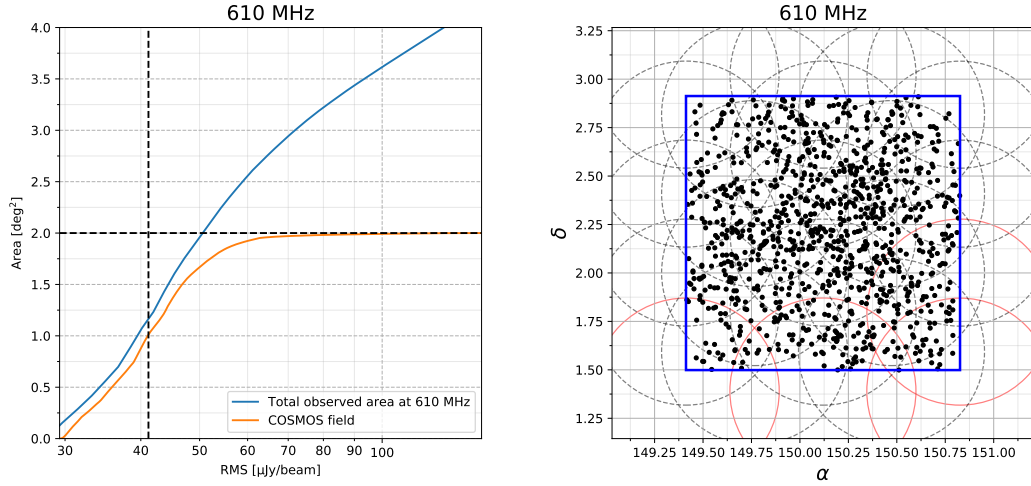 610 MHz
4.0
3.5
3.0
2.5
2.0
1.5
1.0
0.5
0.0
Area [deg²]
30 40 50 60 70 80 90 100
RMS [µJy/beam]
Total observed area at 610 MHz
COSMOS field
610 MHz
3.25
3.00
2.75
2.50
2.25
2.00
1.75
1.50
1.25
δ
149.25 149.50 149.75 150.00 150.25 150.50 150.75 151.00
α